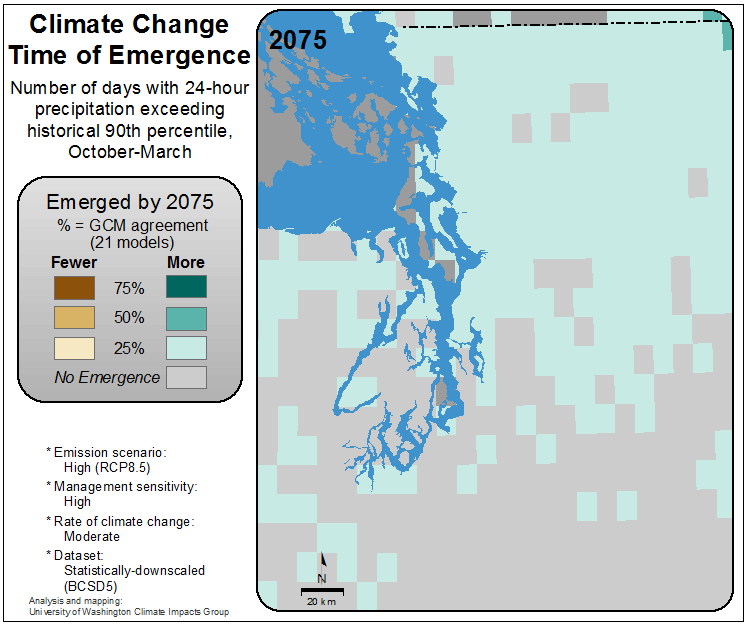 Climate Change
Time of Emergence
Number of days with 24-hour
precipitation exceeding
historical 90th percentile,
October-March
Emerged by 2075
% = GCM agreement
(21 models)
Fewer More
75%
50%
25%
No Emergence
* Emission scenario:
High (RCP8.5)
* Management sensitivity:
High
* Rate of climate change:
Moderate
* Dataset:
Statistically-downscaled
(BCSD5)
Analysis and mapping:
University of Washington Climate Impacts Group
2075
N
20 km